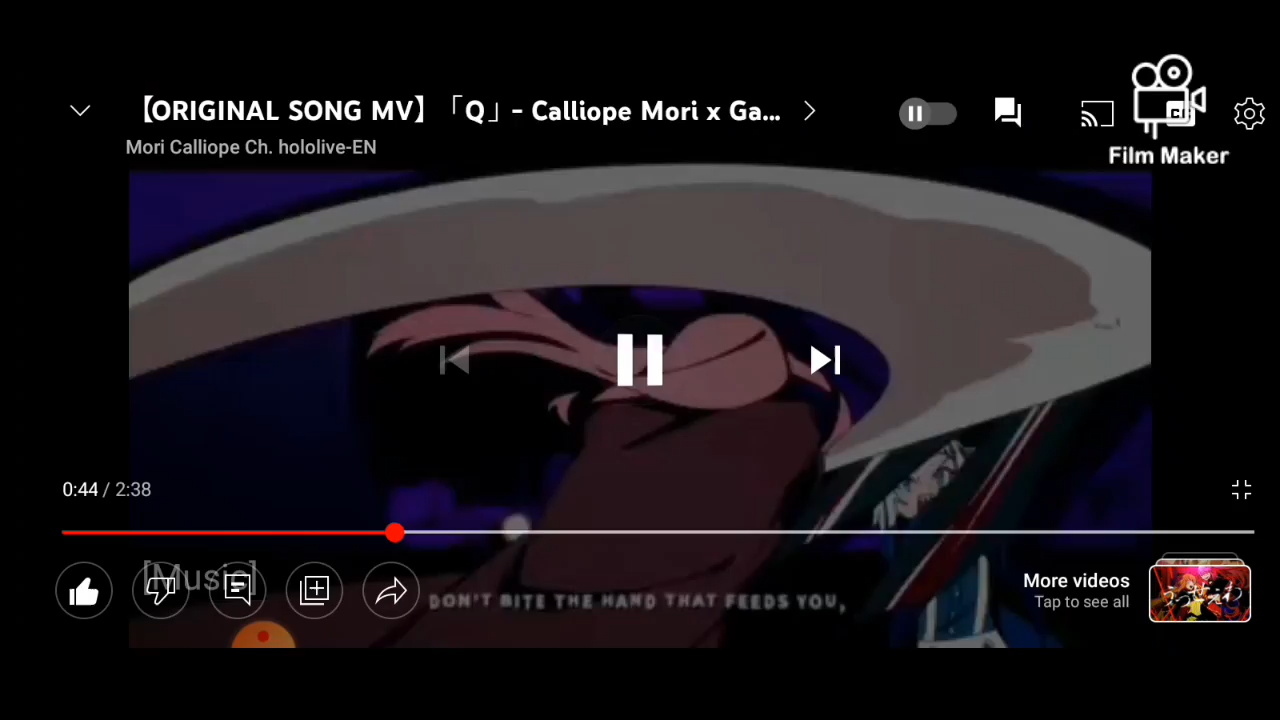 【ORIGINAL SONG MV】「Q」- Calliope Mori x Ga...
Mori Calliope Ch. hololive-EN
Film Maker
0:44 / 2:38
[Music]
DON'T BITE THE HAND THAT FEEDS YOU,
More videos
Tap to see all